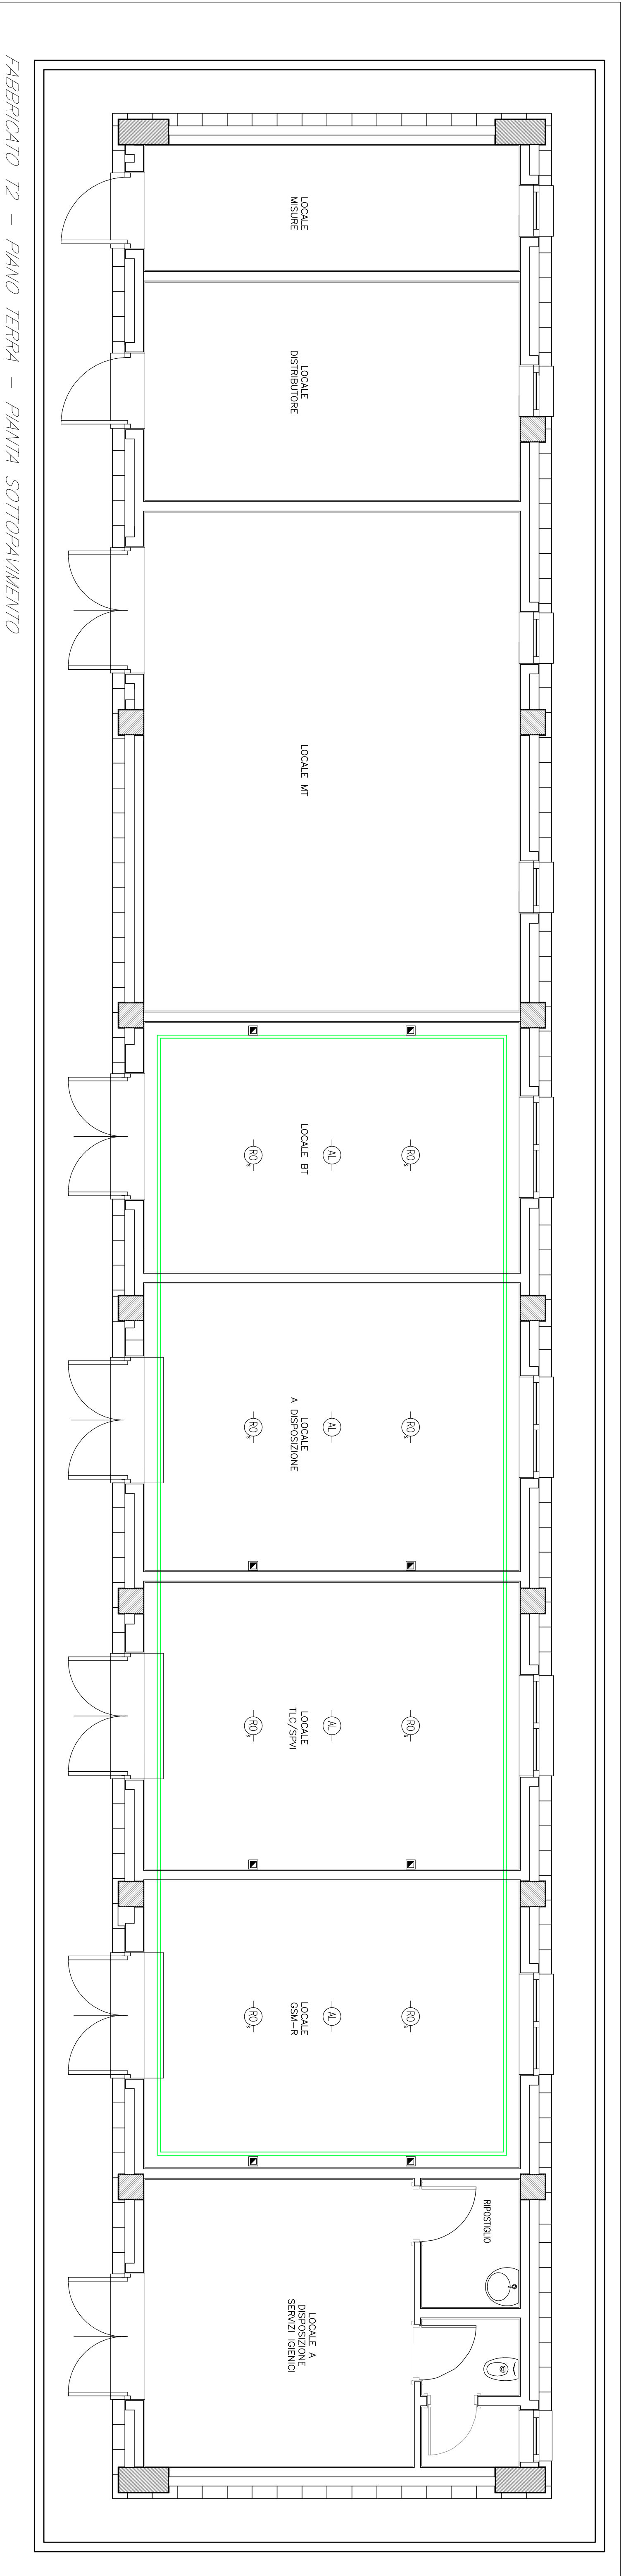 FABBRICATO T2 - PIANO TERRA - PIANTA SOTTOPAVIMENTO
LOCALE
MISURE
LOCALE
DISTRIBUTORE
LOCALE MT
LOCALE BT
RO
s
AL
RO
s
LOCALE
A DISPOSIZIONE
RO
s
AL
RO
s
LOCALE
TLC/SPVI
RO
s
AL
RO
s
LOCALE
GSM-R
RO
s
AL
RO
s
RIPOSTIGLIO
LOCALE A
DISPOSIZIONE
SERVIZI IGIENICI